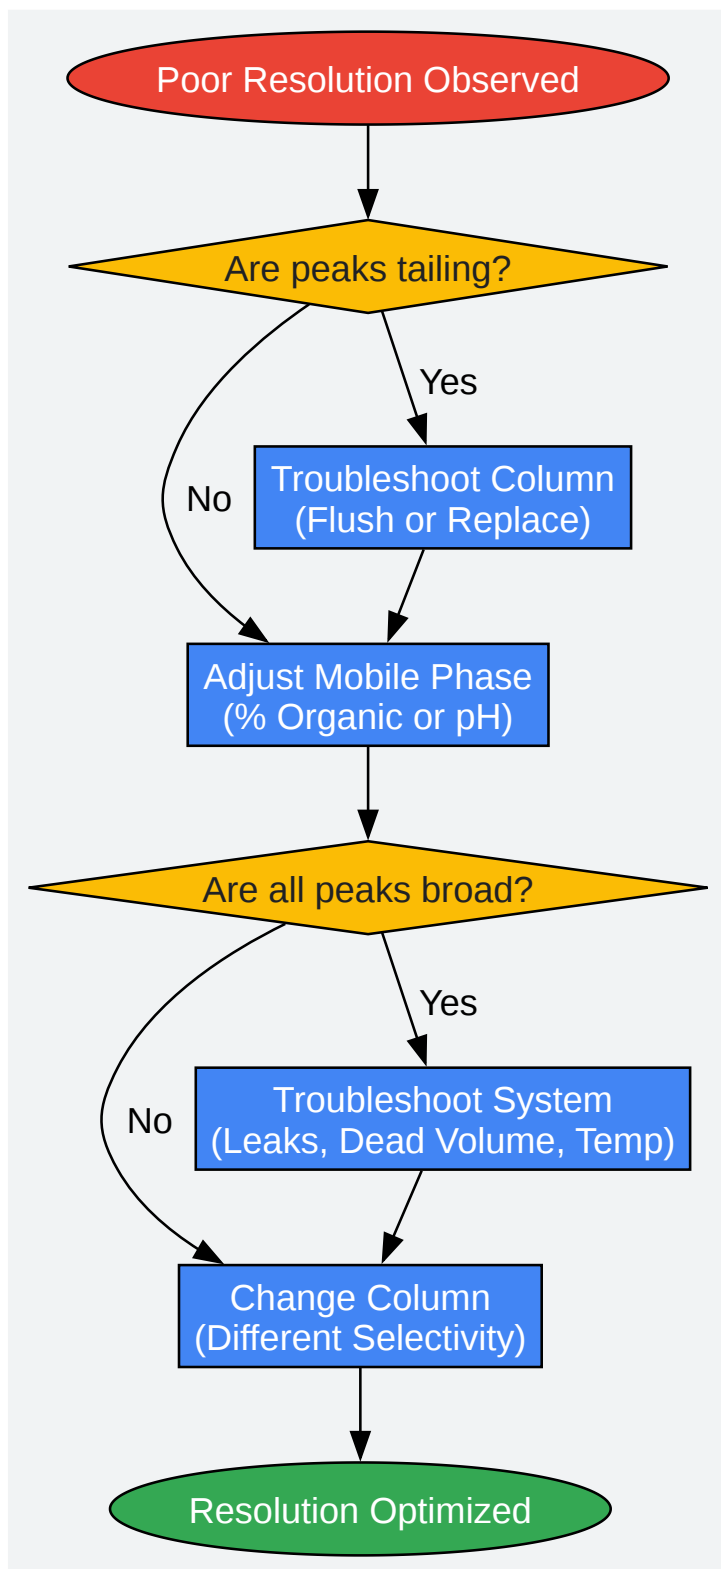 Poor Resolution Observed
Are peaks tailing?
Yes
Troubleshoot Column
(Flush or Replace)
No
Adjust Mobile Phase
(% Organic or pH)
Are all peaks broad?
Yes
Troubleshoot System
(Leaks, Dead Volume, Temp)
No
Change Column
(Different Selectivity)
Resolution Optimized